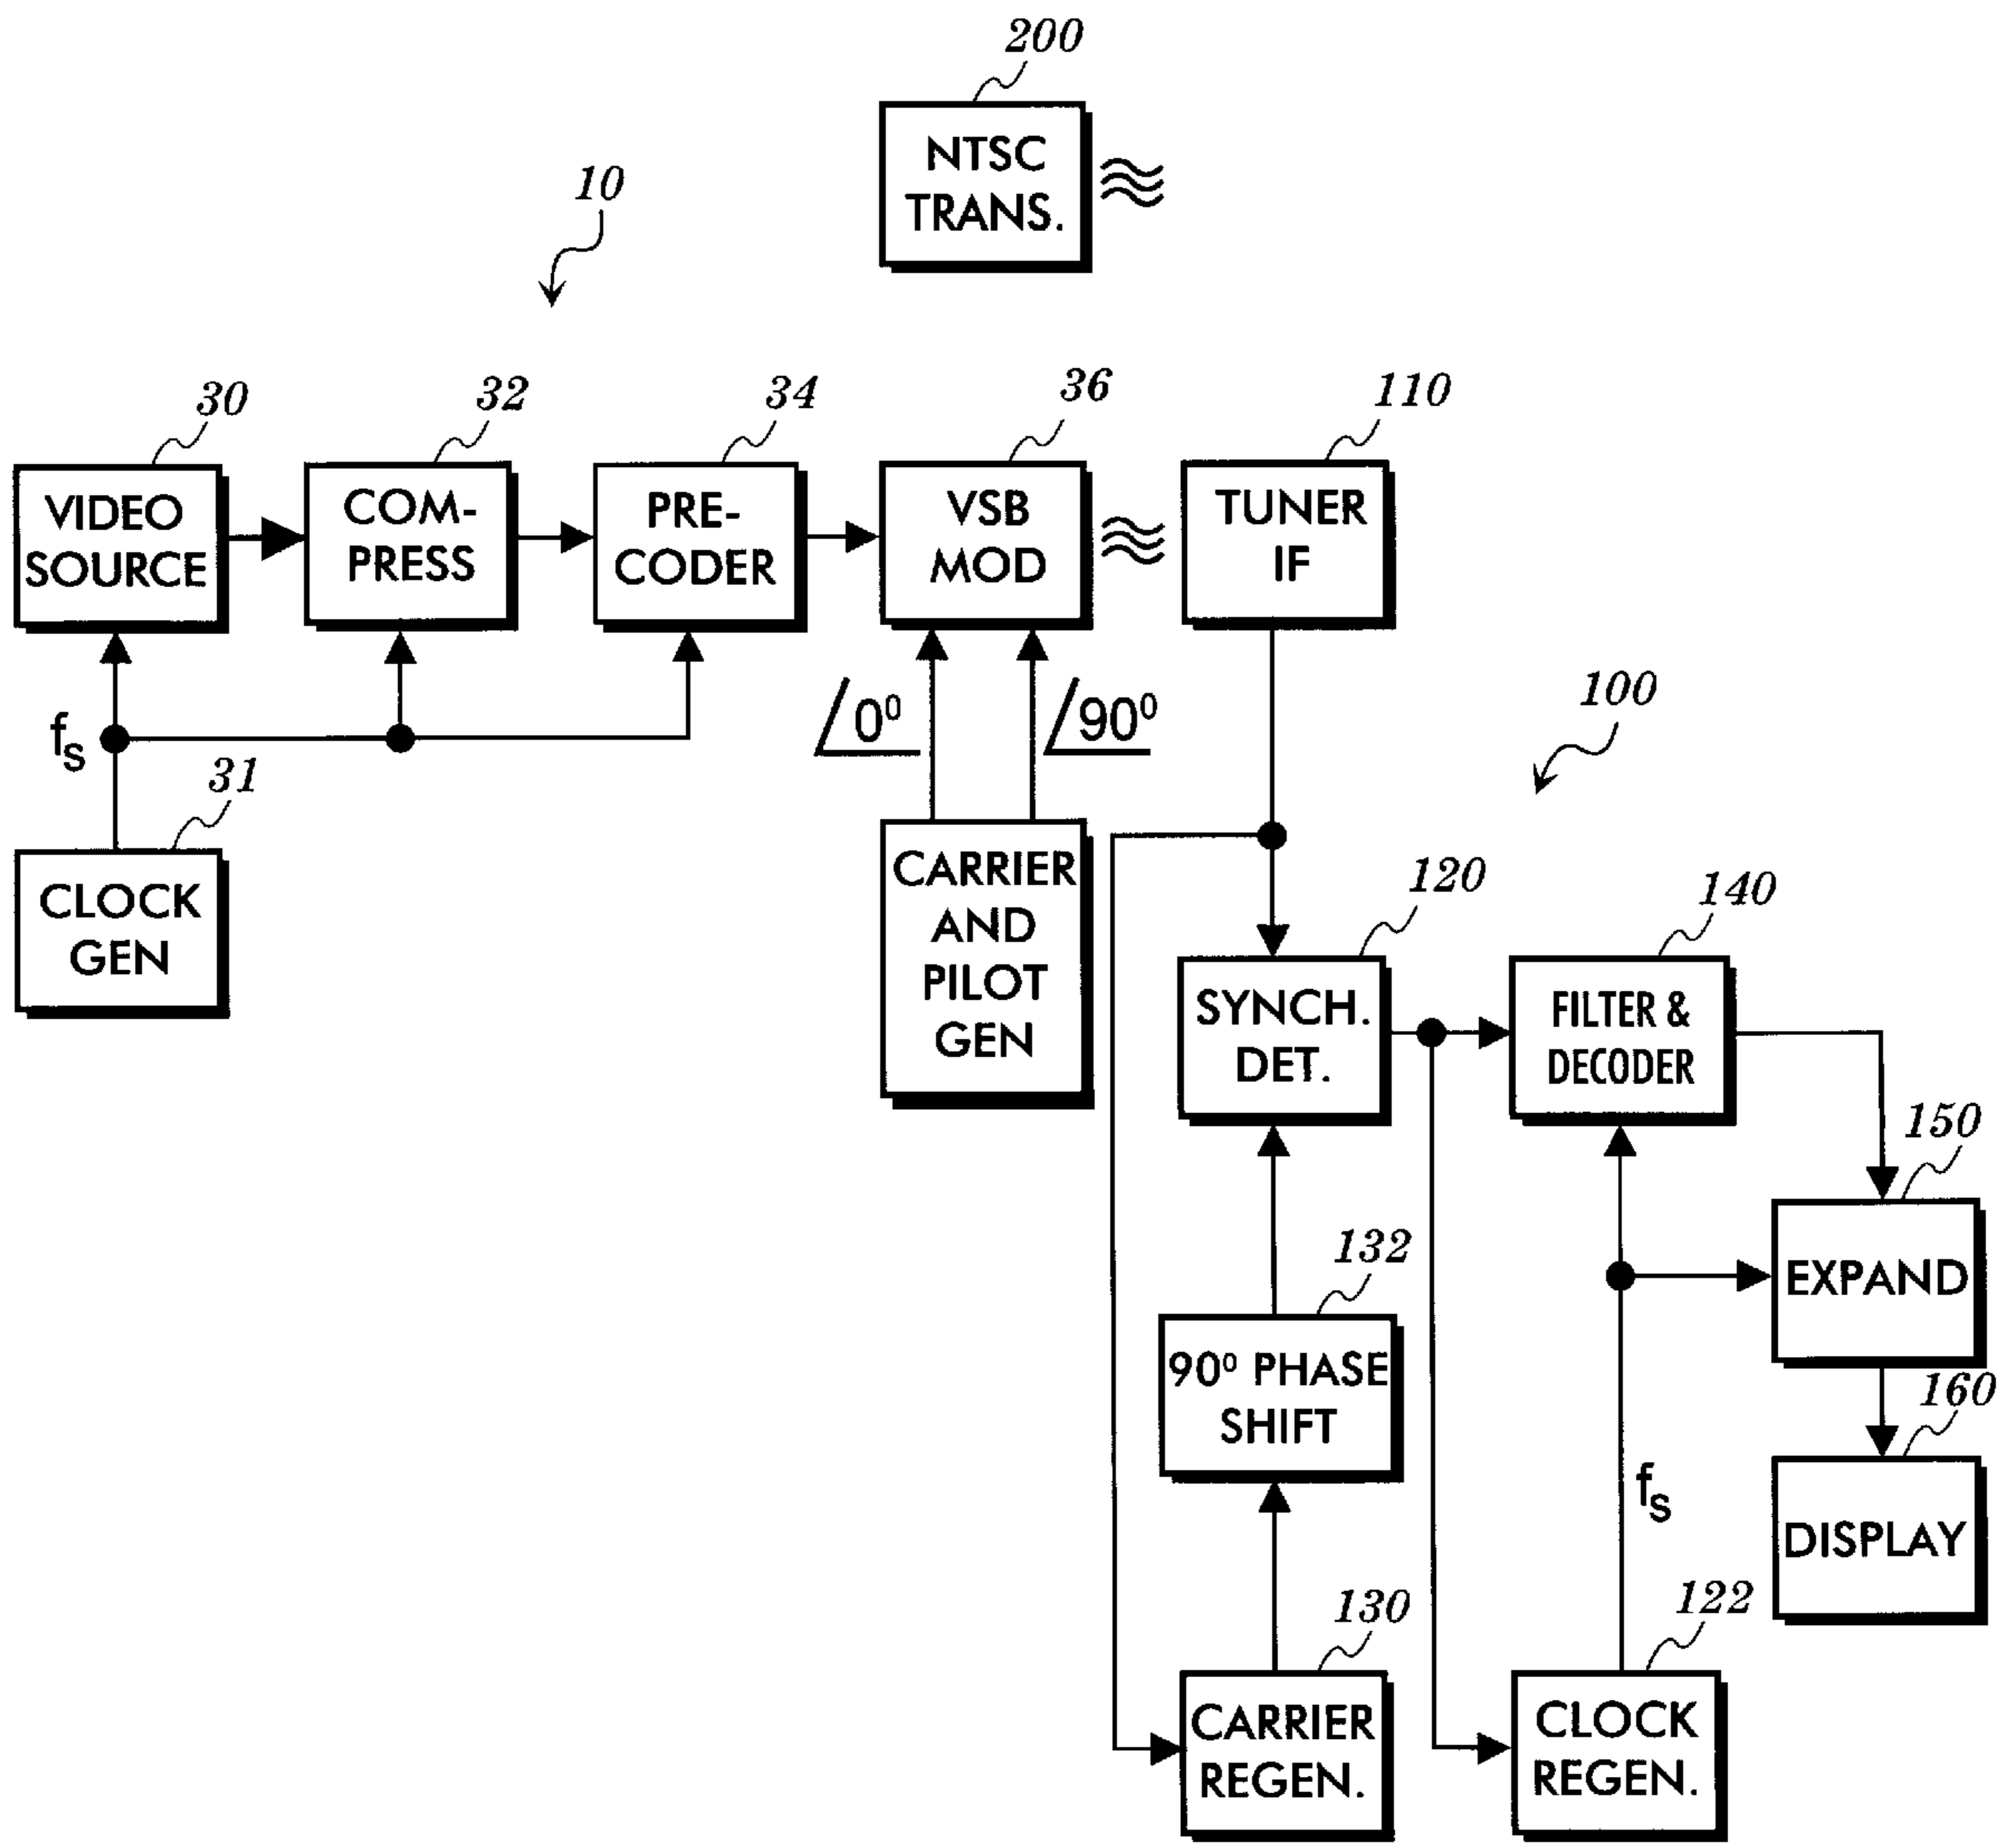 200
NTSC
TRANS.
10
30
32
34
36
110
VIDEO
SOURCE
COM-
PRESS
PRE-
CODER
VSB
MOD
TUNER
IF
fs
0⁰
90⁰
100
31
CLOCK
GEN
CARRIER
AND
PILOT
GEN
120
140
SYNCH.
DET.
FILTER &
DECODER
150
EXPAND
132
90⁰ PHASE
SHIFT
160
DISPLAY
fs
130
122
CARRIER
REGEN.
CLOCK
REGEN.